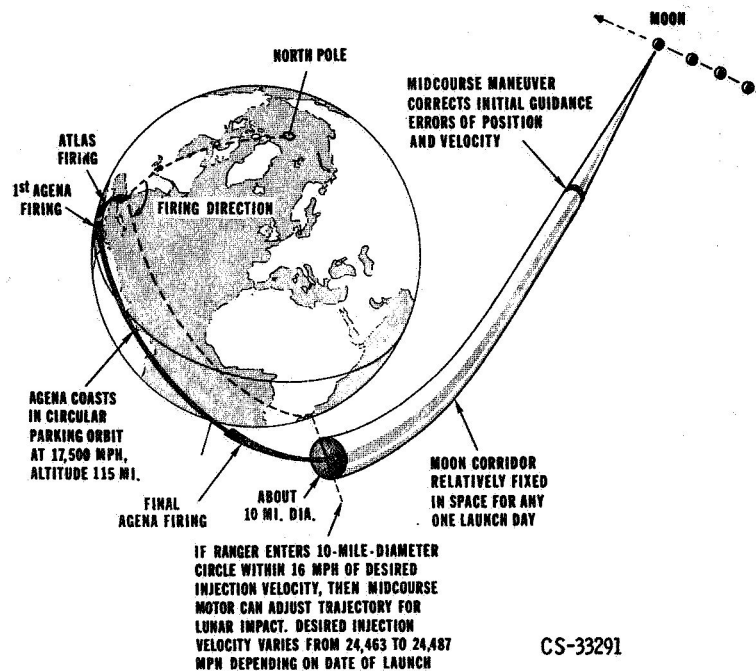 MOON
NORTH POLE
MIDCOURSE MANEUVER
CORRECTS INITIAL GUIDANCE
ERRORS OF POSITION
AND VELOCITY
ATLAS
FIRING
1st AGENA
FIRING
FIRING DIRECTION
AGENA COASTS
IN CIRCULAR
PARKING ORBIT
AT 17,500 MPH,
ALTITUDE 115 MI.
FINAL
AGENA FIRING
ABOUT
10 MI. DIA.
MOON CORRIDOR
RELATIVELY FIXED
IN SPACE FOR ANY
ONE LAUNCH DAY
IF RANGER ENTERS 10-MILE-DIAMETER
CIRCLE WITHIN 16 MPH OF DESIRED
INJECTION VELOCITY, THEN MIDCOURSE
MOTOR CAN ADJUST TRAJECTORY FOR
LUNAR IMPACT. DESIRED INJECTION
VELOCITY VARIES FROM 24,463 TO 24,487
MPH DEPENDING ON DATE OF LAUNCH
CS-33291